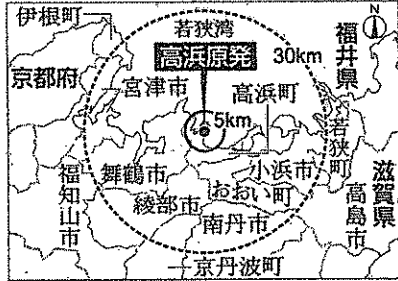 伊根町
若狭湾
福井県
N
高浜原発
30km
京都府
宮津市
高浜町
5km
若狭町
舞鶴市
小浜市
滋賀県
福知山市
おおい町
高島市
綾部市
南丹市
京丹波町